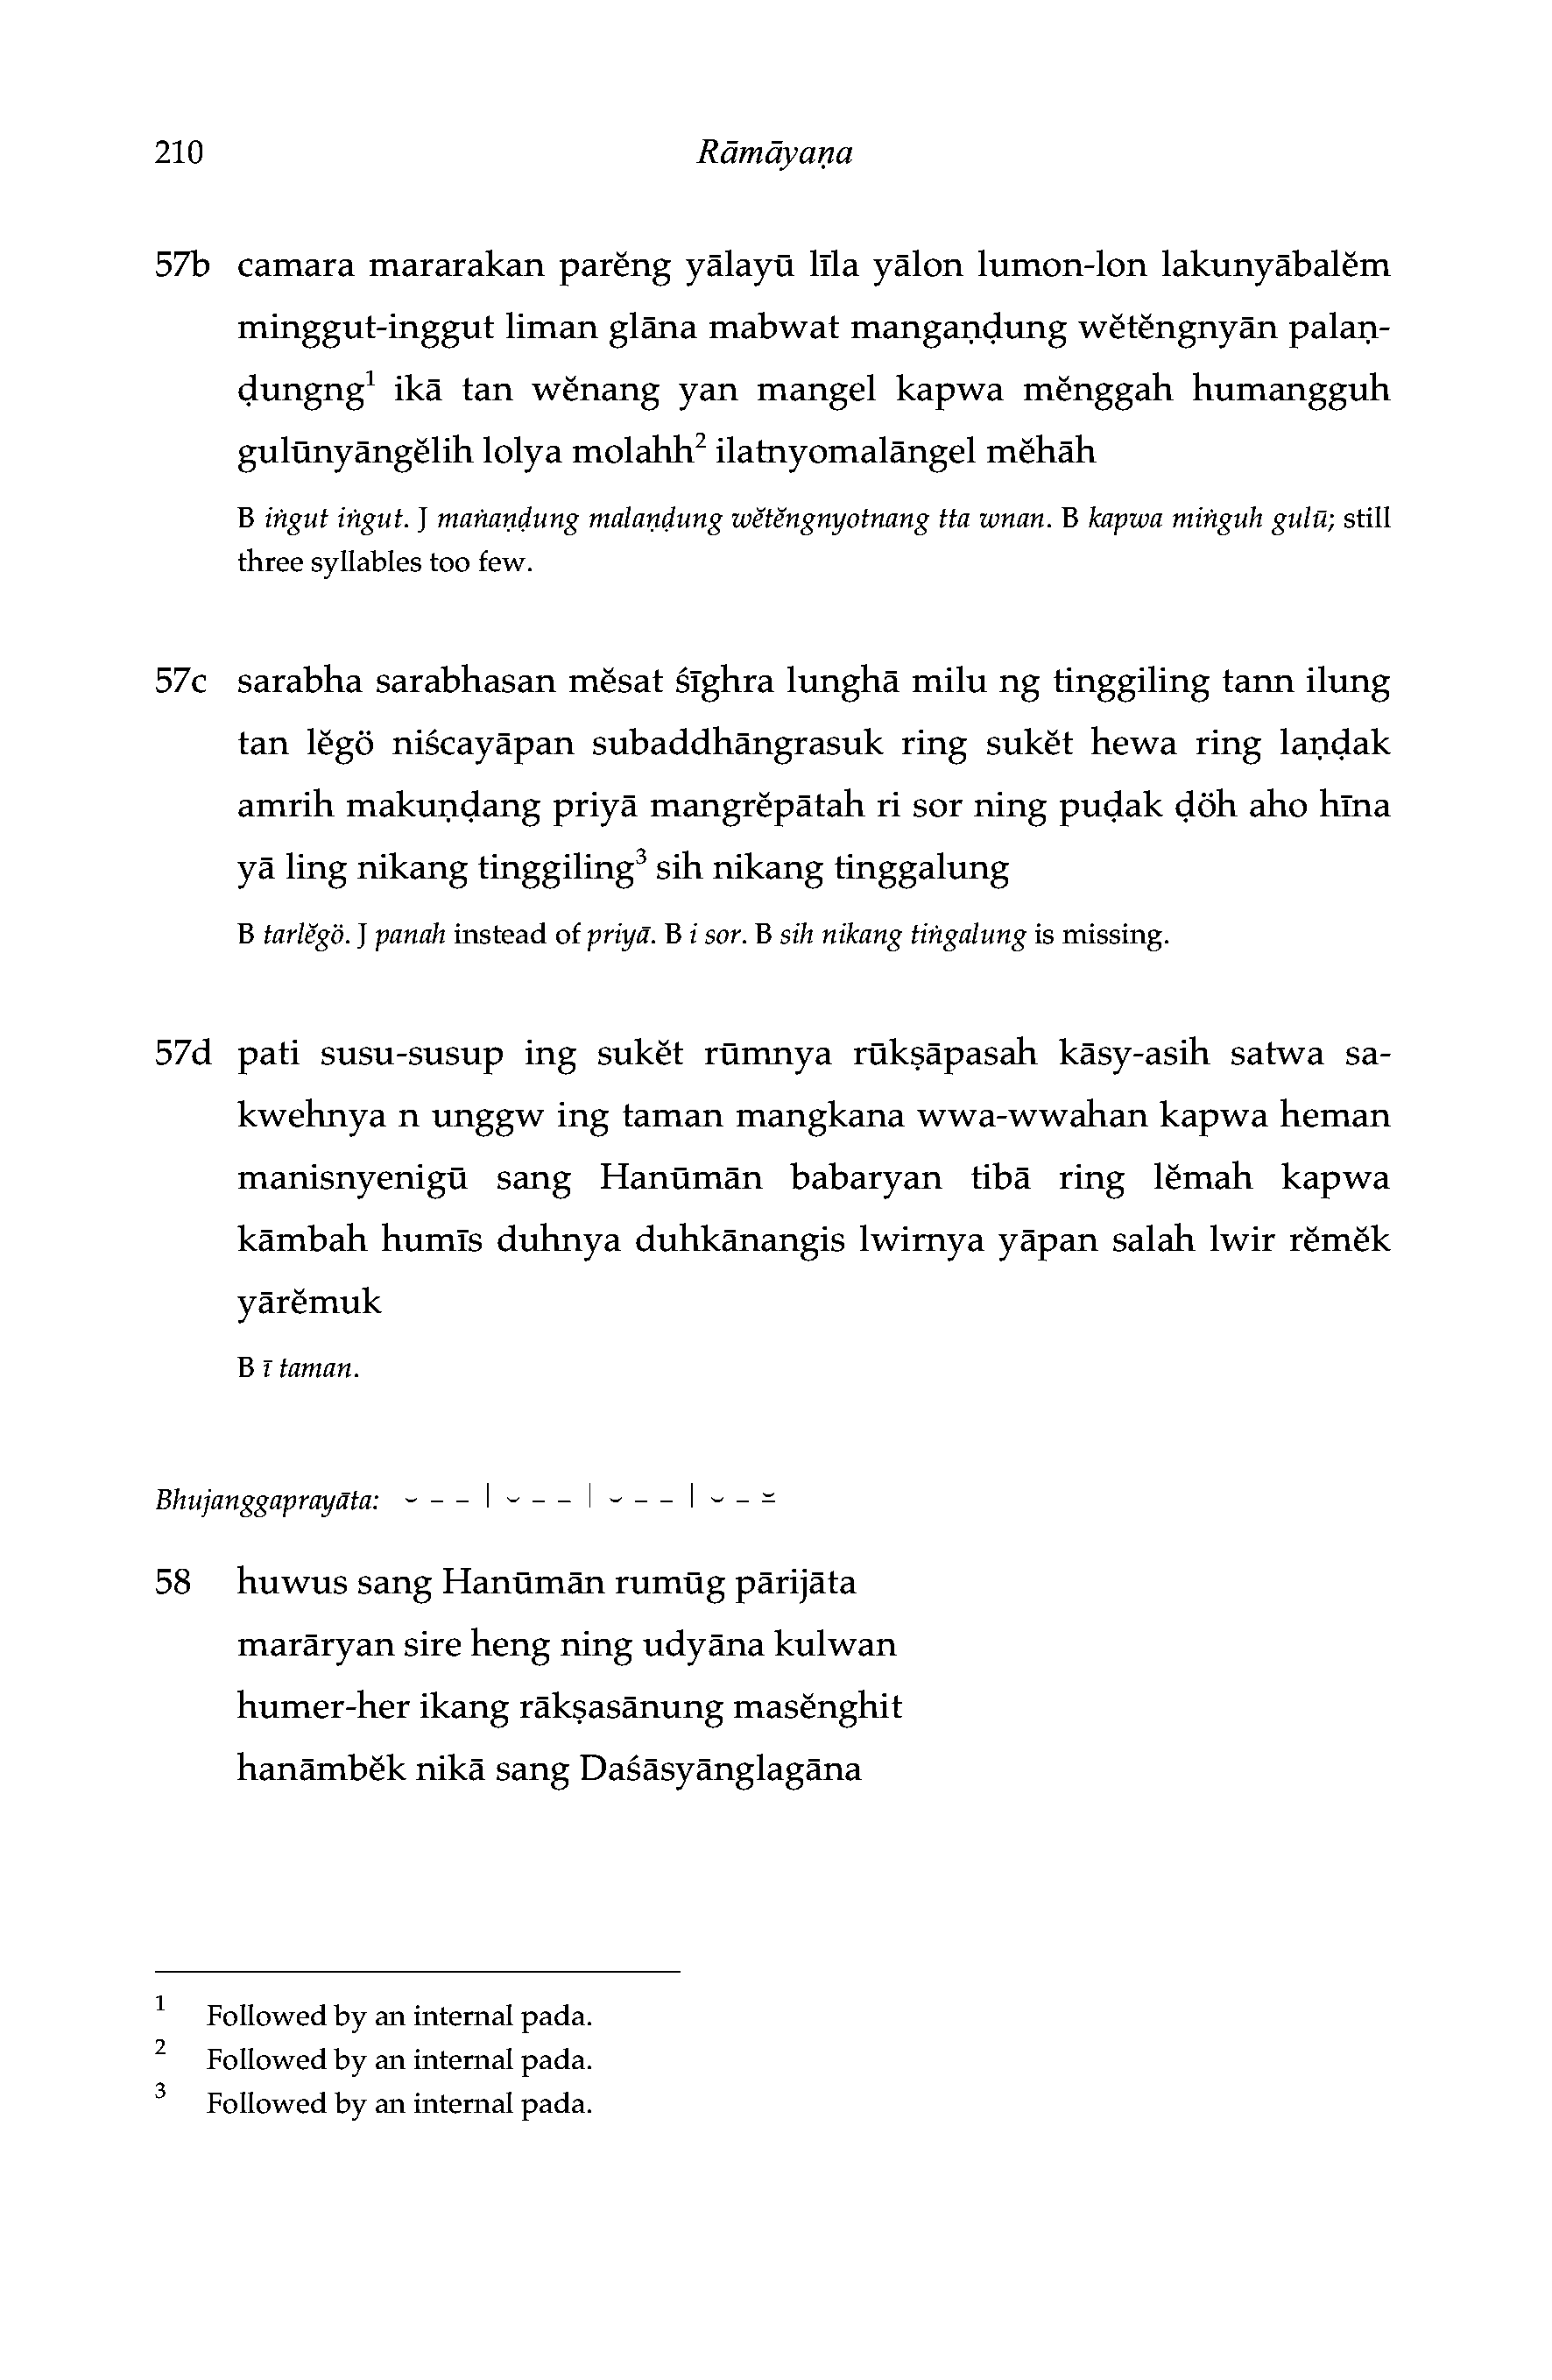 210 Rāmāyaṇa
57b camara mararakan parĕng yālayū līla yālon lumon-lon lakunyābalĕm
minggut-inggut liman glāna mabwat mangaṇḍung wĕtĕngnyān palaṇ-
ḍungng¹ ikā tan wĕnang yan mangel kapwa mĕnggah humangguh
gulūnyāngĕlih lolya molahh² ilatnyomalāngel mĕhāh
B iṅgut iṅgut. J maṅaṇḍung malaṇḍung wĕtĕngnyotnang tta wnan. B kapwa miṅguh gulū; still
three syllables too few.
57c sarabha sarabhasan mĕsat śīghra lunghā milu ng tinggiling tann ilung
tan lĕgö niścayāpan subaddhāngrasuk ring sukĕt hewa ring laṇḍak
amrih makuṇḍang priyā mangrĕpātah ri sor ning puḍak ḍöh aho hīna
yā ling nikang tinggiling³ sih nikang tinggalung
B tarlĕgö. J panah instead of priyā. B i sor. B sih nikang tiṅgalung is missing.
57d pati susu-susup ing sukĕt rūmnya rūkṣāpasah kāsy-asih satwa sa-
kwehnya n unggw ing taman mangkana wwa-wwahan kapwa heman
manisnyenigū sang Hanūmān babaryan tibā ring lĕmah kapwa
kāmbah humīs duhnya duhkānangis lwirnya yāpan salah lwir rĕmĕk
yārĕmuk
B ī taman.
Bhujanggaprayāta: ⏑ – – | ⏑ – – | ⏑ – – | ⏑ – ⏓
58 huwus sang Hanūmān rumūg pārijāta
marāryan sire heng ning udyāna kulwan
humer-her ikang rākṣasānung masĕnghit
hanāmbĕk nikā sang Daśāsyānglagāna
1 Followed by an internal pada.
2 Followed by an internal pada.
3 Followed by an internal pada.